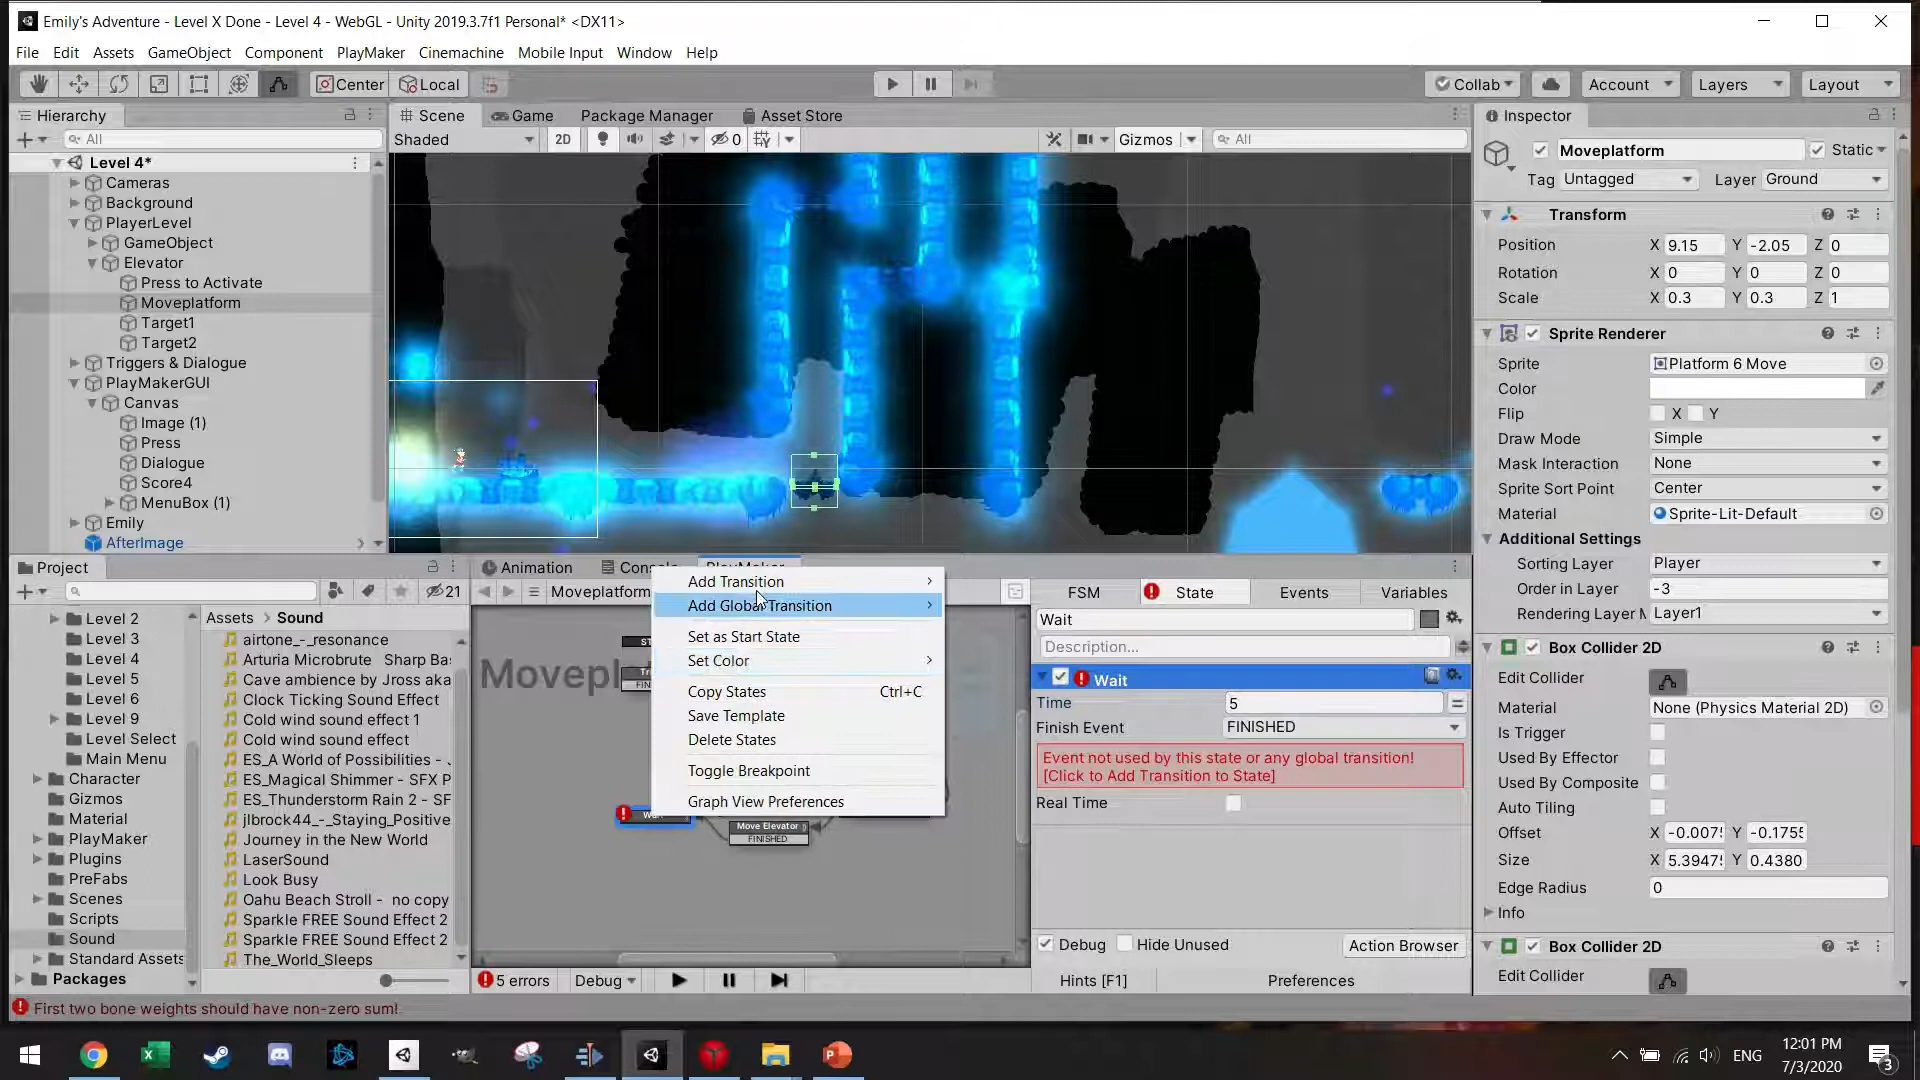 Emily's Adventure - Level X Done - Level 4 - WebGL - Unity 2019.3.7f1 Personal* <DX11>
File Edit Assets GameObject Component PlayMaker Cinemachine Mobile Input Window Help
Center Local Collab Account Layers Layout
Hierarchy
All
Level 4*
Cameras
Background
PlayerLevel
GameObject
Elevator
Press to Activate
Moveplatform
Target1
Target2
Triggers & Dialogue
PlayMakerGUI
Canvas
Image (1)
Press
Dialogue
Score4
MenuBox (1)
Emily
AfterImage
Scene Game Package Manager Asset Store
Shaded 2D 0 Gizmos All
Inspector
Moveplatform Static
Tag Untagged Layer Ground
Transform
Position X 9.15 Y -2.05 Z 0
Rotation X 0 Y 0 Z 0
Scale X 0.3 Y 0.3 Z 1
Sprite Renderer
Sprite Platform 6 Move
Color
Flip X Y
Draw Mode Simple
Mask Interaction None
Sprite Sort Point Center
Material Sprite-Lit-Default
Additional Settings
Sorting Layer Player
Order in Layer -3
Rendering Layer M Layer1
Box Collider 2D
Edit Collider
Material None (Physics Material 2D)
Is Trigger
Used By Effector
Used By Composite
Auto Tiling
Offset X -0.007 Y -0.1755
Size X 5.3947 Y 0.4380
Edge Radius 0
Info
Box Collider 2D
Edit Collider
Project
21
Level 2
Level 3
Level 4
Level 5
Level 6
Level 9
Level Select
Main Menu
Character
Gizmos
Material
PlayMaker
Plugins
PreFabs
Scenes
Scripts
Sound
Standard Assets
Packages
Assets Sound
airtone_-_resonance
Arturia Microbrute Sharp Ba
Cave ambience by Jross aka
Clock Ticking Sound Effect
Cold wind sound effect 1
Cold wind sound effect
ES_A World of Possibilities -
ES_Magical Shimmer - SFX P
ES_Thunderstorm Rain 2 - SF
jlbrock44_-_Staying_Positive
Journey in the New World
LaserSound
Look Busy
Oahu Beach Stroll - no copy
Sparkle FREE Sound Effect 2
Sparkle FREE Sound Effect 2
The_World_Sleeps
Animation
Moveplatform
Movepl
Add Transition
Add Global Transition
Set as Start State
Set Color
Copy States Ctrl+C
Save Template
Delete States
Toggle Breakpoint
Graph View Preferences
Move Elevator
FINISHED
5 errors Debug
FSM State Events Variables
Wait
Description...
Wait
Time 5
Finish Event FINISHED
Event not used by this state or any global transition!
[Click to Add Transition to State]
Real Time
Debug Hide Unused Action Browser
Hints [F1] Preferences
First two bone weights should have non-zero sum!
ENG
12:01 PM
7/3/2020
3